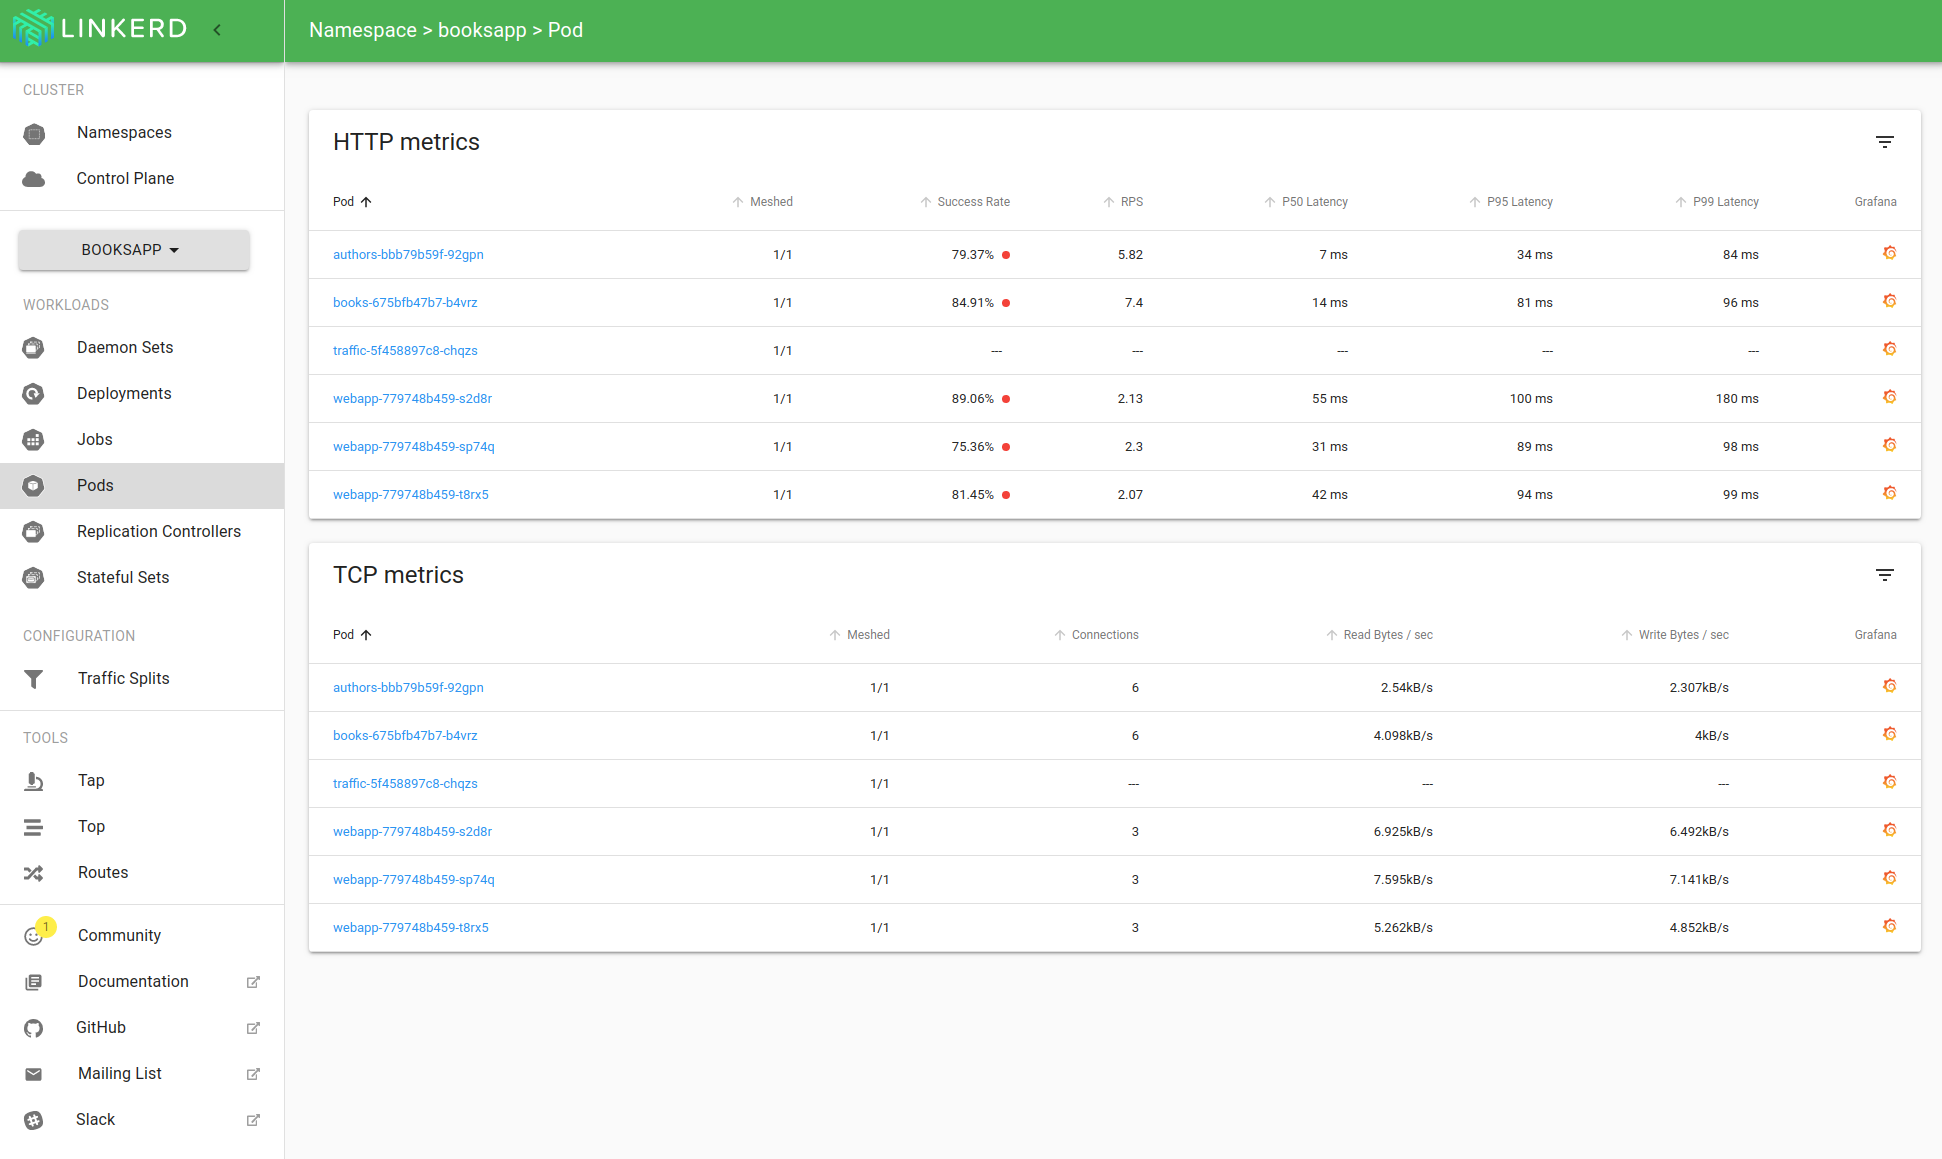 LINKERD
Namespace > booksapp > Pod
CLUSTER
Namespaces
Control Plane
BOOKSAPP
WORKLOADS
Daemon Sets
Deployments
Jobs
Pods
Replication Controllers
Stateful Sets
CONFIGURATION
Traffic Splits
TOOLS
Tap
Top
Routes
1
Community
Documentation
GitHub
Mailing List
Slack
HTTP metrics
Pod Meshed Success Rate RPS P50 Latency P95 Latency P99 Latency Grafana
authors-bbb79b59f-92gpn 1/1 79.37% 5.82 7 ms 34 ms 84 ms
books-675bfb47b7-b4vrz 1/1 84.91% 7.4 14 ms 81 ms 96 ms
traffic-5f458897c8-chqzs 1/1 --- --- --- --- ---
webapp-779748b459-s2d8r 1/1 89.06% 2.13 55 ms 100 ms 180 ms
webapp-779748b459-sp74q 1/1 75.36% 2.3 31 ms 89 ms 98 ms
webapp-779748b459-t8rx5 1/1 81.45% 2.07 42 ms 94 ms 99 ms
TCP metrics
Pod Meshed Connections Read Bytes / sec Write Bytes / sec Grafana
authors-bbb79b59f-92gpn 1/1 6 2.54kB/s 2.307kB/s
books-675bfb47b7-b4vrz 1/1 6 4.098kB/s 4kB/s
traffic-5f458897c8-chqzs 1/1 --- --- ---
webapp-779748b459-s2d8r 1/1 3 6.925kB/s 6.492kB/s
webapp-779748b459-sp74q 1/1 3 7.595kB/s 7.141kB/s
webapp-779748b459-t8rx5 1/1 3 5.262kB/s 4.852kB/s